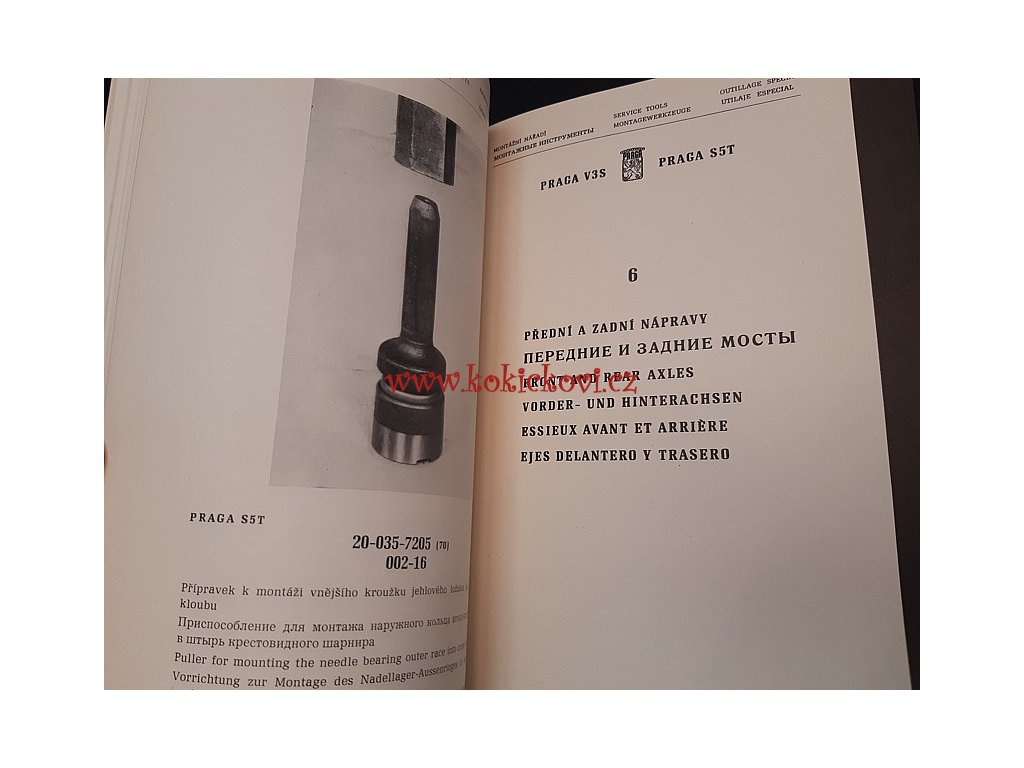 PRAGA S5T
20-035-7205 (70)
002-16
Přípravek k montáži vnějšího kroužku jehlového
kloubu
Приспособление для монтажа наружного кольца
в штырь крестовидного шарнира
Puller for mounting the needle bearing outer race into
Vorrichtung zur Montage des Nadellager-Aussenringes
MONTÁŽNÍ NÁŘADÍ
МОНТАЖНЫЕ ИНСТРУМЕНТЫ
SERVICE TOOLS
MONTAGEWERKZEUGE
OUTILLAGE
UTILAJE ESPECIAL
PRAGA V3S
PRAGA
PRAGA S5T
6
PŘEDNÍ A ZADNÍ NÁPRAVY
ПЕРЕДНИЕ И ЗАДНИЕ МОСТЫ
FRONT AND REAR AXLES
VORDER- UND HINTERACHSEN
ESSIEUX AVANT ET ARRIÈRE
EJES DELANTERO Y TRASERO
www.kokickovi.cz